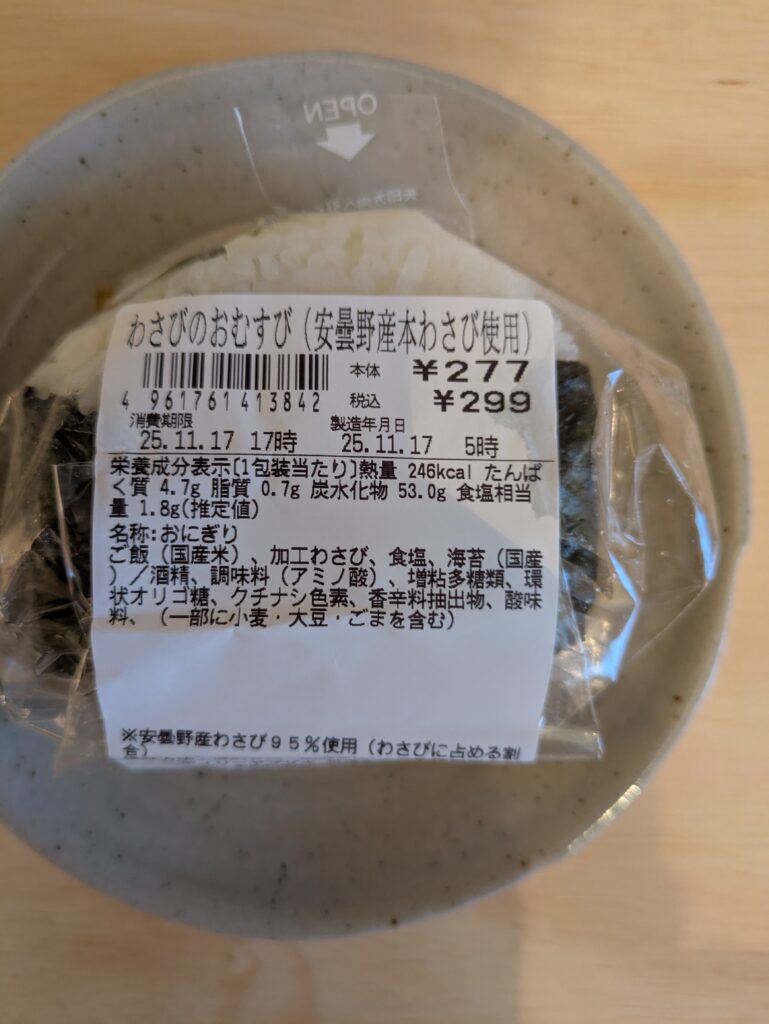 OPEN
わさびのおむすび(安曇野産本わさび使用)
本体 ¥277
4 961761 413842 税込 ¥299
消費期限 製造年月日
25.11.17 17時 25.11.17 5時
栄養成分表示[1包装当たり]熱量 246kcal たんぱ
く質 4.7g 脂質 0.7g 炭水化物 53.0g 食塩相当
量 1.8g(推定値)
名称:おにぎり
ご飯(国産米)、加工わさび、食塩、海苔(国産
)/酒精、調味料(アミノ酸)、増粘多糖類、環
状オリゴ糖、クチナシ色素、香辛料抽出物、酸味
料、(一部に小麦・大豆・ごまを含む)
※安曇野産わさび95%使用(わさびに占める割
合)